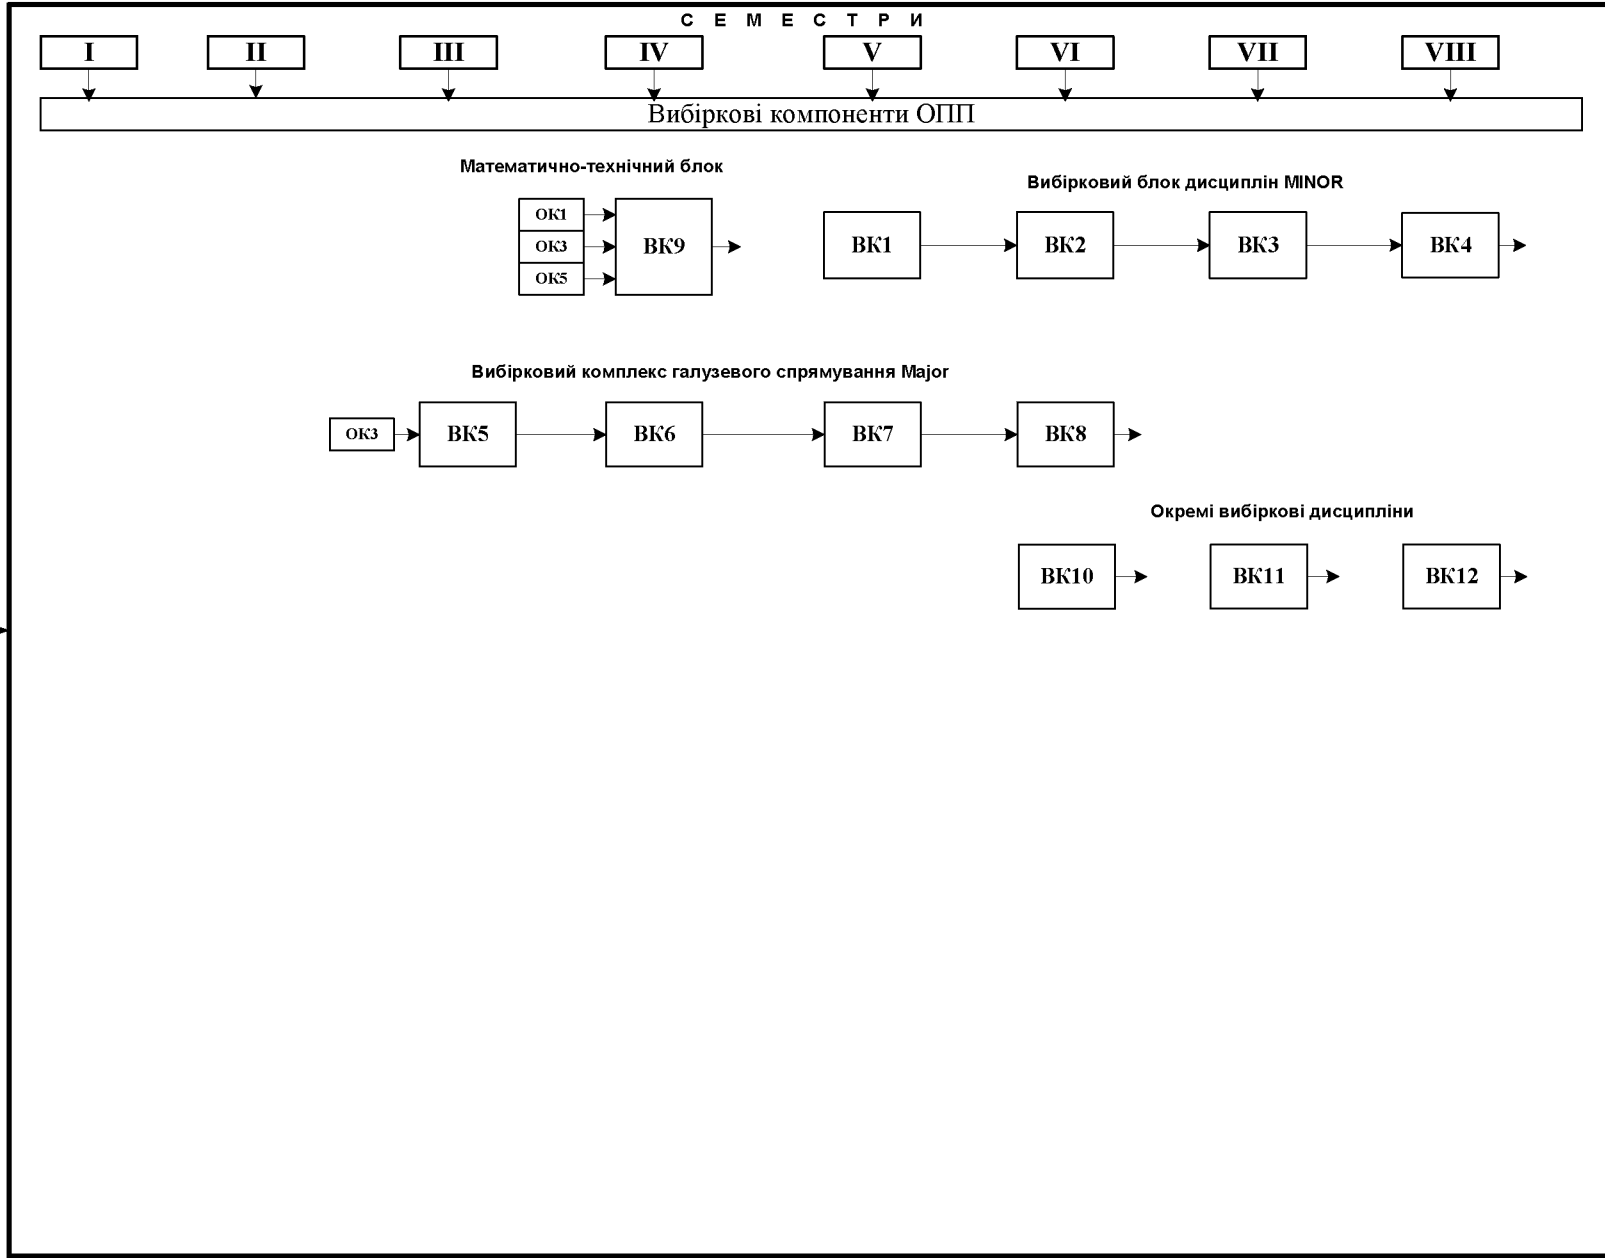 С Е М Е С Т Р И
I II III IV V VI VII VIII
Вибіркові компоненти ОПП
Математично-технічний блок
Вибірковий блок дисциплін MINOR
ОК1
ОК3
ОК5
ВК9
ВК1
ВК2
ВК3
ВК4
Вибірковий комплекс галузевого спрямування Major
ОК3
ВК5
ВК6
ВК7
ВК8
Окремі вибіркові дисципліни
ВК10
ВК11
ВК12